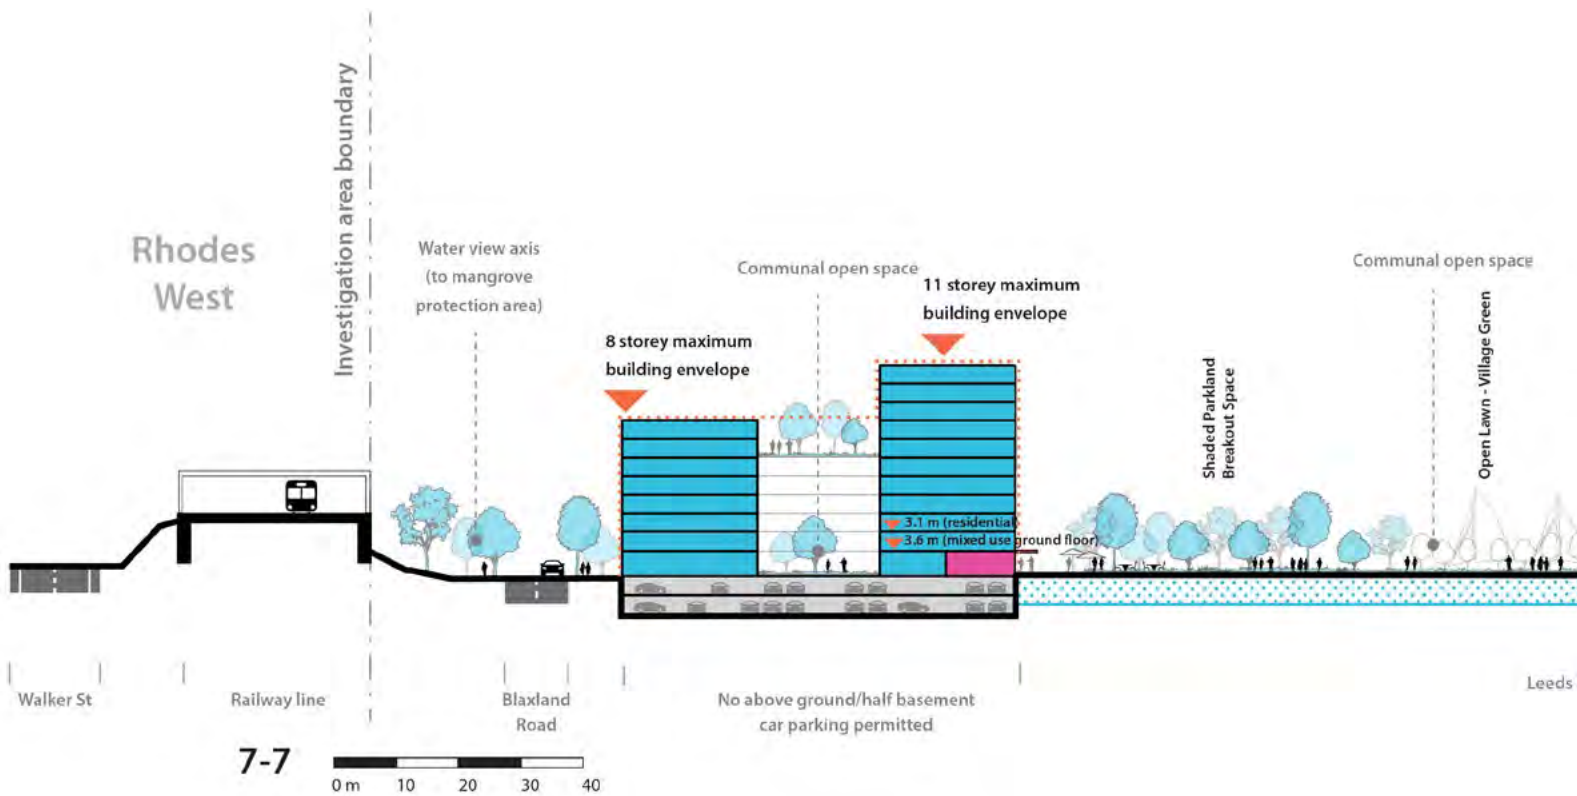 Rhodes
West
Investigation area boundary
Water view axis
(to mangrove
protection area)
8 storey maximum
building envelope
Communal open space
11 storey maximum
building envelope
3.1 m (residential)
3.6 m (mixed use ground floor)
Shaded Parkland
Breakout Space
Communal open space
Open Lawn - Village Green
Walker St
Railway line
Blaxland
Road
No above ground/half basement
car parking permitted
Leeds
7-7
0 m 10 20 30 40